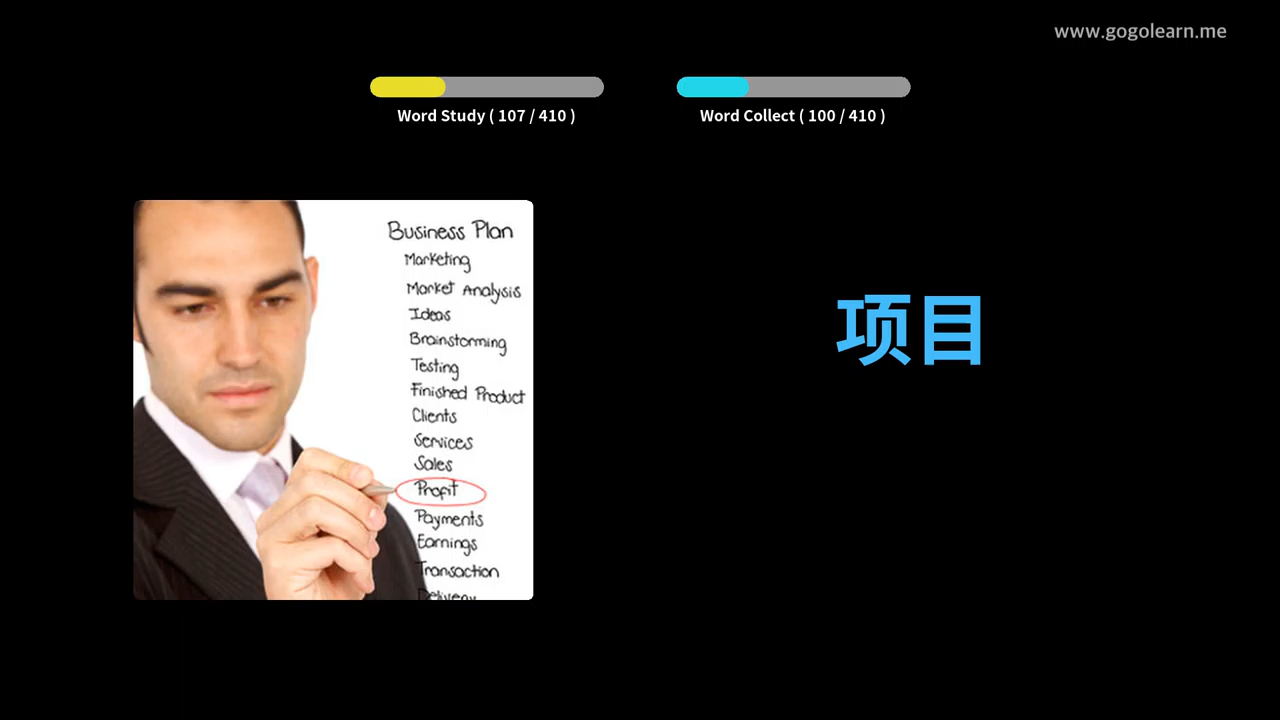 www.gogolearn.me
Word Study ( 107 / 410 )
Word Collect ( 100 / 410 )
Business Plan
Marketing
Market Analysis
Ideas
Brainstorming
Testing
Finished Product
Clients
Services
Sales
Profit
Payments
Earnings
Transaction
Delivery
项目